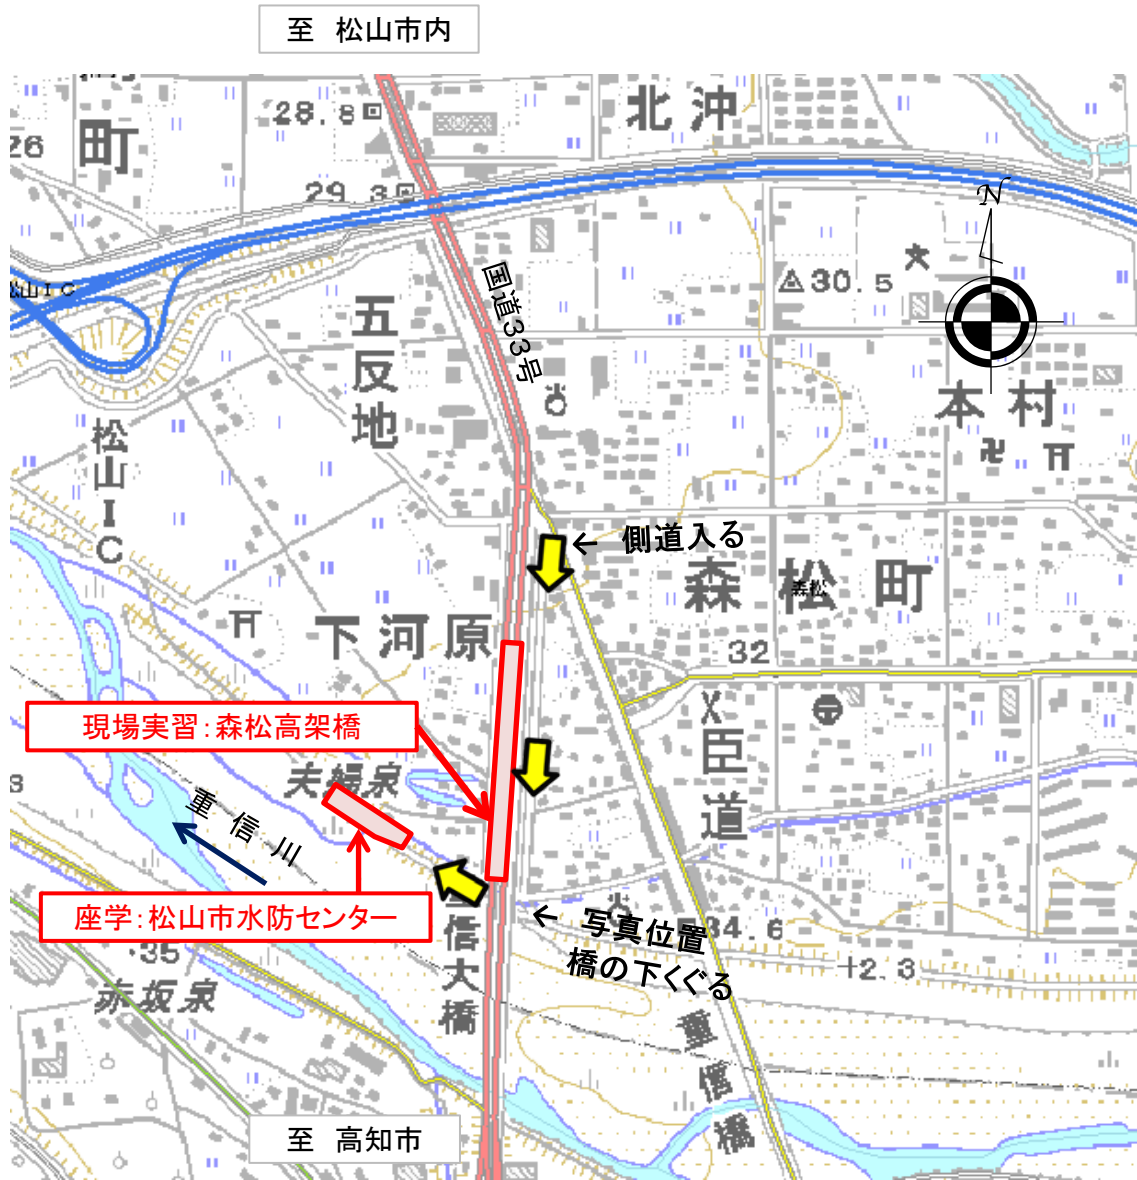 至 松山市内
北沖
28.8
町
26
29.3
N
松山IC
30.5
国道33号
五反地
本村
松山IC
← 側道入る
森松町
森松
下河原
32
現場実習：森松高架橋
夫婦泉
重信川
座学：松山市水防センター
← 写真位置
橋の下くぐる
34.6
+2.3
・35
赤坂泉
信大橋
重信橋
至 高知市